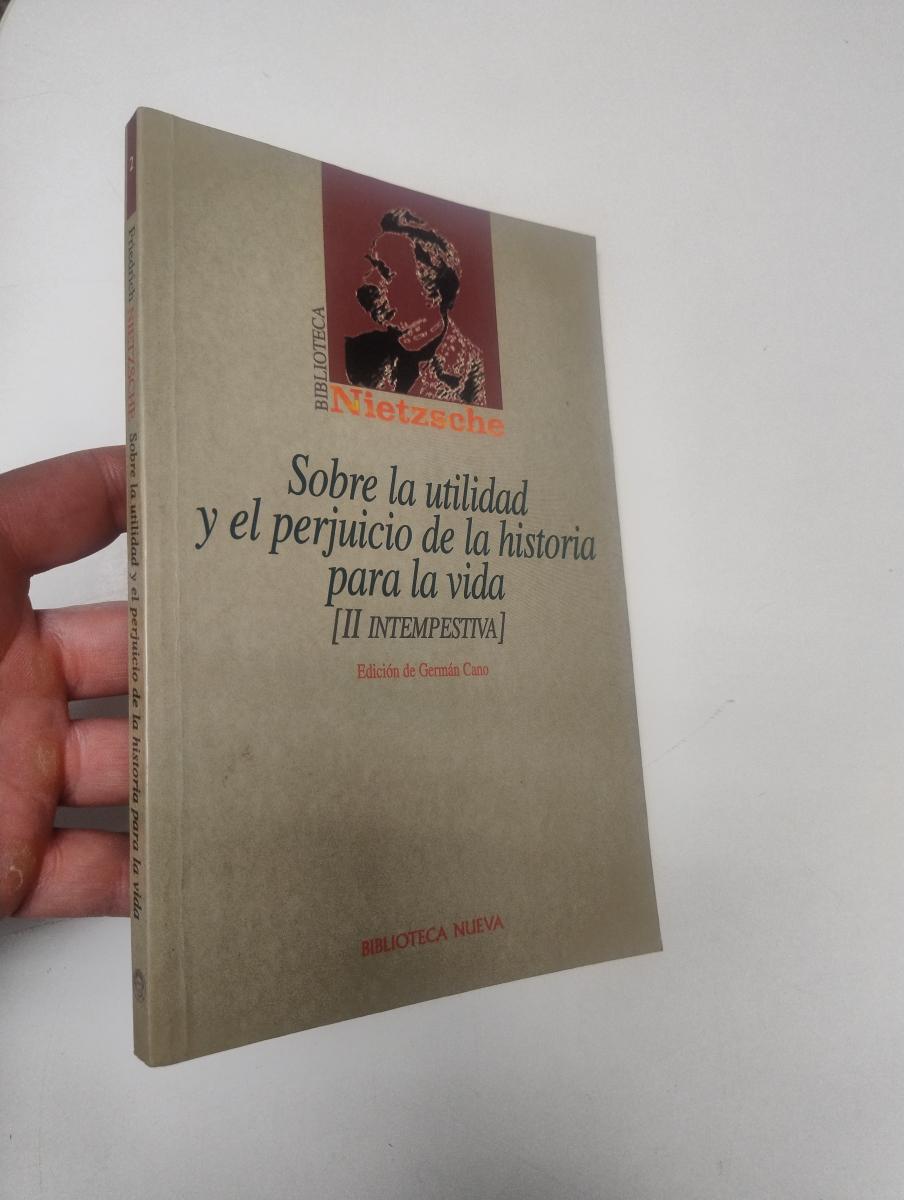 2
Friedrich NIETZSCHE Sobre la utilidad y el perjuicio de la historia para la vida
BIBLIOTECA
Nietzsche
Sobre la utilidad
y el perjuicio de la historia
para la vida
[II INTEMPESTIVA]
Edición de Germán Cano
BIBLIOTECA NUEVA